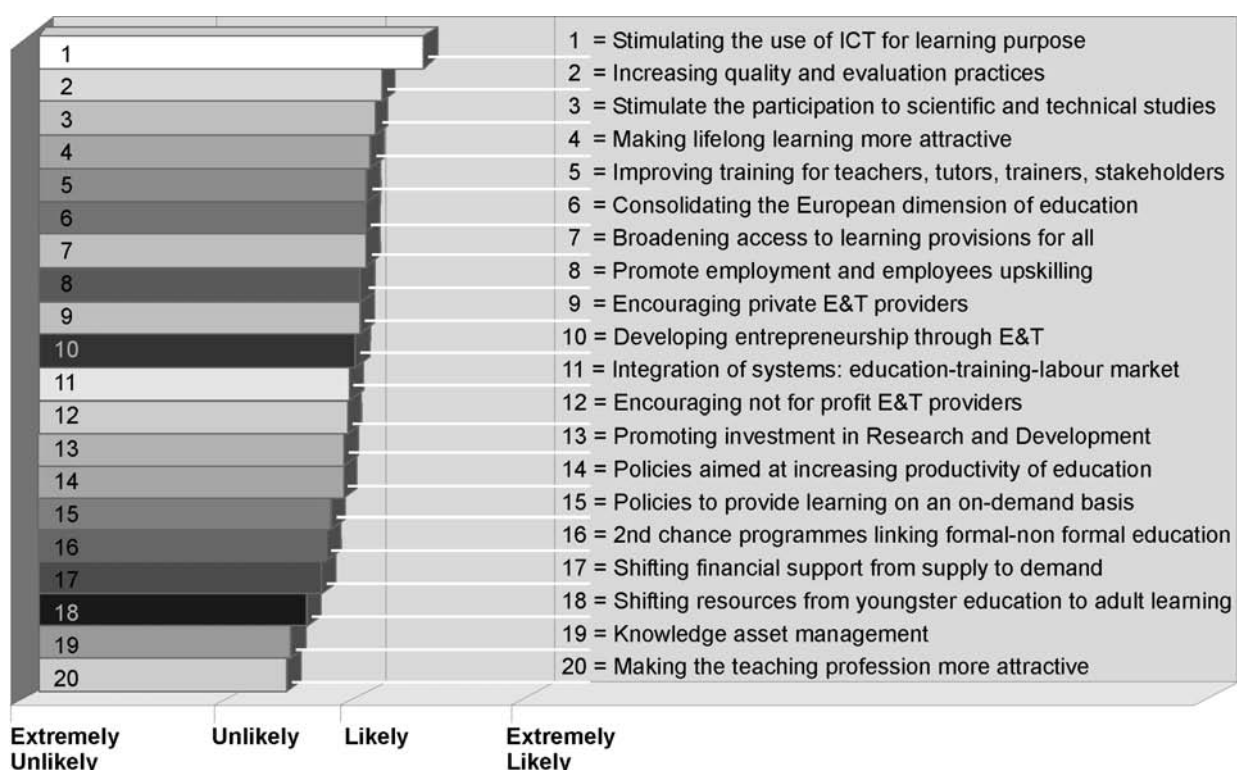 1
1 = Stimulating the use of ICT for learning purpose
2
2 = Increasing quality and evaluation practices
3
3 = Stimulate the participation to scientific and technical studies
4
4 = Making lifelong learning more attractive
5
5 = Improving training for teachers, tutors, trainers, stakeholders
6
6 = Consolidating the European dimension of education
7
7 = Broadening access to learning provisions for all
8
8 = Promote employment and employees upskilling
9
9 = Encouraging private E&T providers
10
10 = Developing entrepreneurship through E&T
11
11 = Integration of systems: education-training-labour market
12
12 = Encouraging not for profit E&T providers
13
13 = Promoting investment in Research and Development
14
14 = Policies aimed at increasing productivity of education
15
15 = Policies to provide learning on an on-demand basis
16
16 = 2nd chance programmes linking formal-non formal education
17
17 = Shifting financial support from supply to demand
18
18 = Shifting resources from youngster education to adult learning
19
19 = Knowledge asset management
20
20 = Making the teaching profession more attractive
Extremely
Unlikely
Unlikely
Likely
Extremely
Likely